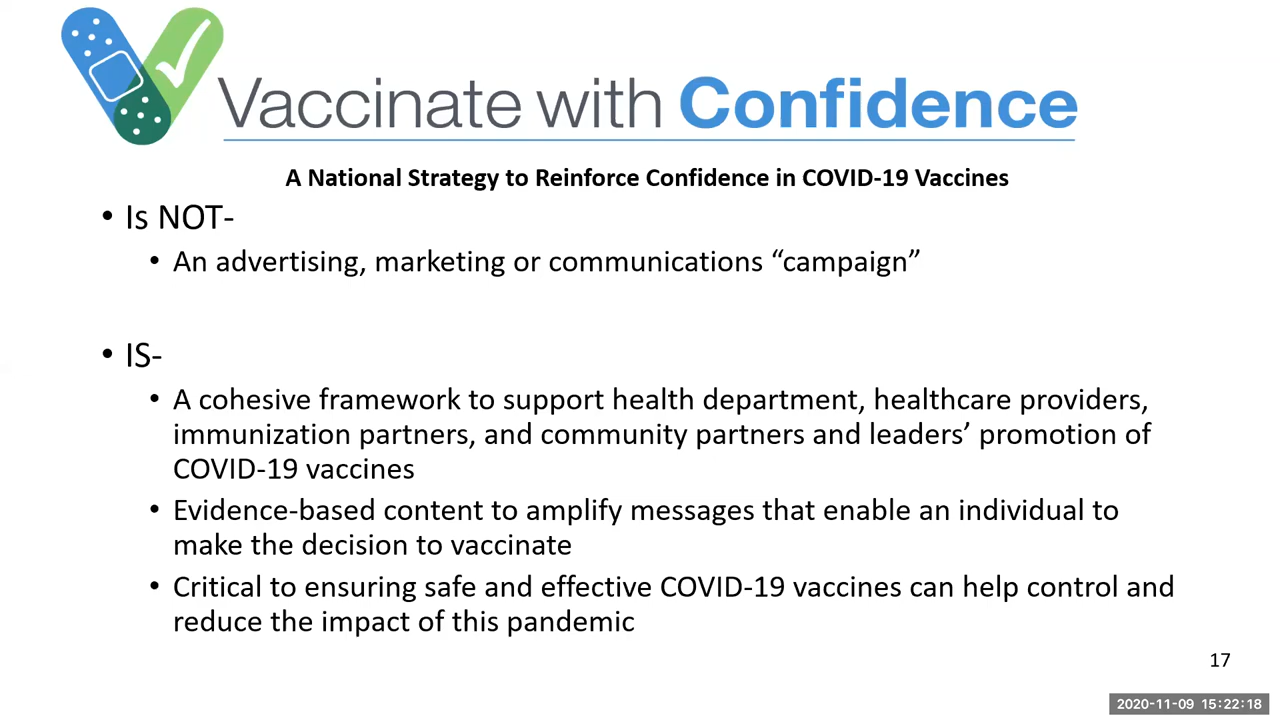 Vaccinate with Confidence
A National Strategy to Reinforce Confidence in COVID-19 Vaccines
• Is NOT-
• An advertising, marketing or communications “campaign”
• IS-
• A cohesive framework to support health department, healthcare providers,
immunization partners, and community partners and leaders’ promotion of
COVID-19 vaccines
• Evidence-based content to amplify messages that enable an individual to
make the decision to vaccinate
• Critical to ensuring safe and effective COVID-19 vaccines can help control and
reduce the impact of this pandemic
17
2020-11-09 15:22:18